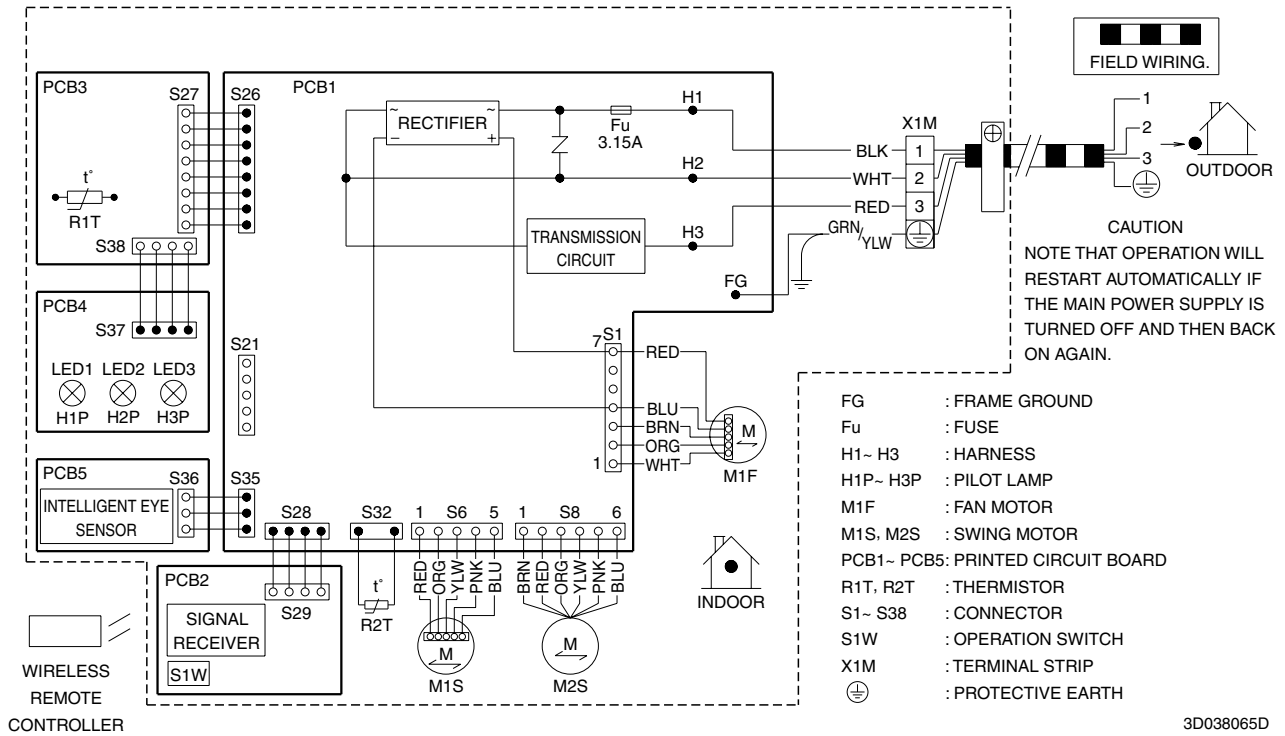 FIELD WIRING.
PCB3
S27
S26
PCB1
t°
R1T
S38
RECTIFIER
~
~
−
+
Fu
3.15A
H1
H2
H3
TRANSMISSION
CIRCUIT
FG
X1M
BLK
1
WHT
2
RED
3
GRN/
YLW
1
2
3
OUTDOOR
CAUTION
NOTE THAT OPERATION WILL
RESTART AUTOMATICALLY IF
THE MAIN POWER SUPPLY IS
TURNED OFF AND THEN BACK
ON AGAIN.
PCB4
S37
LED1 LED2 LED3
H1P H2P H3P
S21
S1
7
RED
BLU
BRN
ORG
1
WHT
M
M1F
PCB5
S36
S35
INTELLIGENT EYE
SENSOR
S28
S32
1 S6 5
1 S8 6
RED
ORG
YLW
PNK
BLU
BRN
RED
ORG
YLW
PNK
BLU
PCB2
S29
SIGNAL
RECEIVER
S1W
t°
R2T
M
M1S
M
M2S
INDOOR
WIRELESS
REMOTE
CONTROLLER
FG : FRAME GROUND
Fu : FUSE
H1~ H3 : HARNESS
H1P~ H3P : PILOT LAMP
M1F : FAN MOTOR
M1S, M2S : SWING MOTOR
PCB1~ PCB5: PRINTED CIRCUIT BOARD
R1T, R2T : THERMISTOR
S1~ S38 : CONNECTOR
S1W : OPERATION SWITCH
X1M : TERMINAL STRIP
: PROTECTIVE EARTH
3D038065D